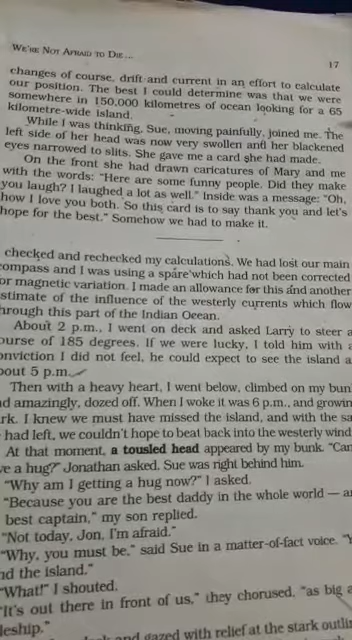 WE'RE NOT AFRAID TO DIE...
17
changes of course, drift and current in an effort to calculate
our position. The best I could determine was that we were
somewhere in 150,000 kilometres of ocean looking for a 65
kilometre-wide island.
While I was thinking, Sue, moving painfully, joined me. The
left side of her head was now very swollen and her blackened
eyes narrowed to slits. She gave me a card she had made.
On the front she had drawn caricatures of Mary and me
with the words: “Here are some funny people. Did they make
you laugh? I laughed a lot as well.” Inside was a message: “Oh,
how I love you both. So this card is to say thank you and let's
hope for the best.” Somehow we had to make it.
checked and rechecked my calculations. We had lost our main
compass and I was using a spare which had not been corrected
or magnetic variation. I made an allowance for this and another
stimate of the influence of the westerly currents which flow
hrough this part of the Indian Ocean.
About 2 p.m., I went on deck and asked Larry to steer a
ourse of 185 degrees. If we were lucky, I told him with a
onviction I did not feel, he could expect to see the island a
bout 5 p.m.
Then with a heavy heart, I went below, climbed on my bun
nd amazingly, dozed off. When I woke it was 6 p.m., and growin
rk. I knew we must have missed the island, and with the sa
had left, we couldn't hope to beat back into the westerly wind
At that moment, a tousled head appeared by my bunk. “Can
ve a hug?” Jonathan asked. Sue was right behind him.
“Why am I getting a hug now?” I asked.
“Because you are the best daddy in the whole world — a
best captain,” my son replied.
“Not today, Jon, I'm afraid.”
“Why, you must be,” said Sue in a matter-of-fact voice. “Y
nd the island.”
“What!” I shouted.
“It's out there in front of us,” they chorused, “as big a
leship.”
and gazed with relief at the stark outlin